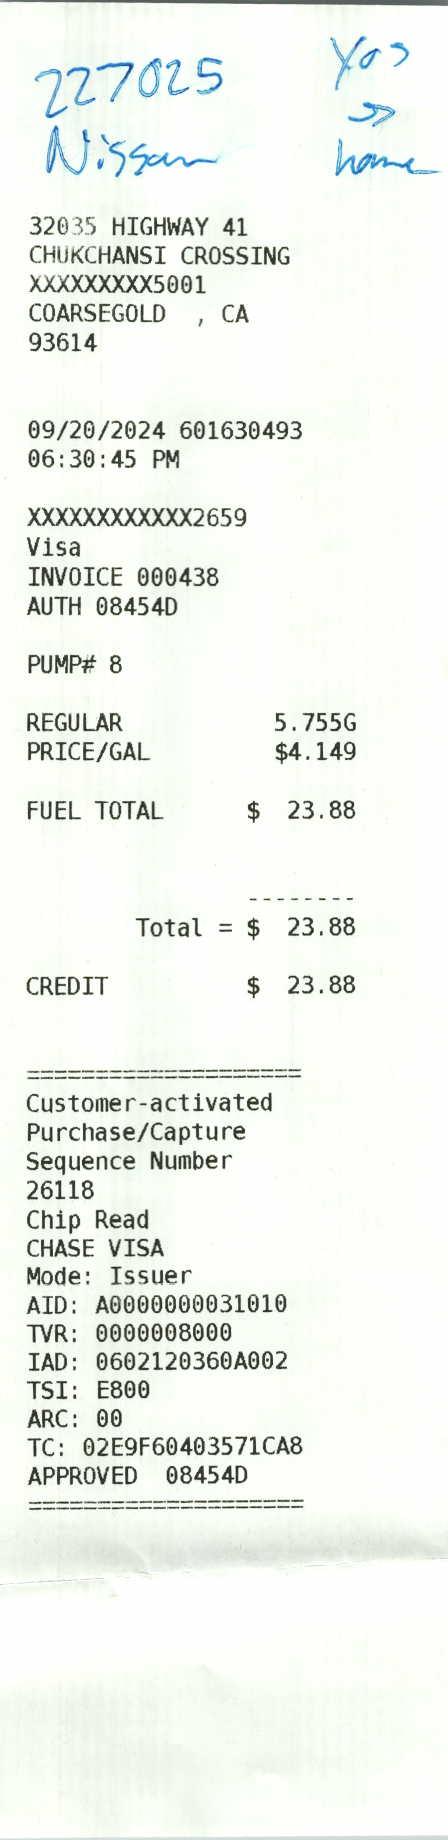 227025
Yos
Nissan
>>
home
32035 HIGHWAY 41
CHUKCHANSI CROSSING
XXXXXXXXX5001
COARSEGOLD , CA
93614
09/20/2024 601630493
06:30:45 PM
XXXXXXXXXXXX2659
Visa
INVOICE 000438
AUTH 08454D
PUMP# 8
REGULAR 5.755G
PRICE/GAL $4.149
FUEL TOTAL $ 23.88
--------
Total = $ 23.88
CREDIT $ 23.88
====================
Customer-activated
Purchase/Capture
Sequence Number
26118
Chip Read
CHASE VISA
Mode: Issuer
AID: A0000000031010
TVR: 0000008000
IAD: 0602120360A002
TSI: E800
ARC: 00
TC: 02E9F60403571CA8
APPROVED 08454D
====================